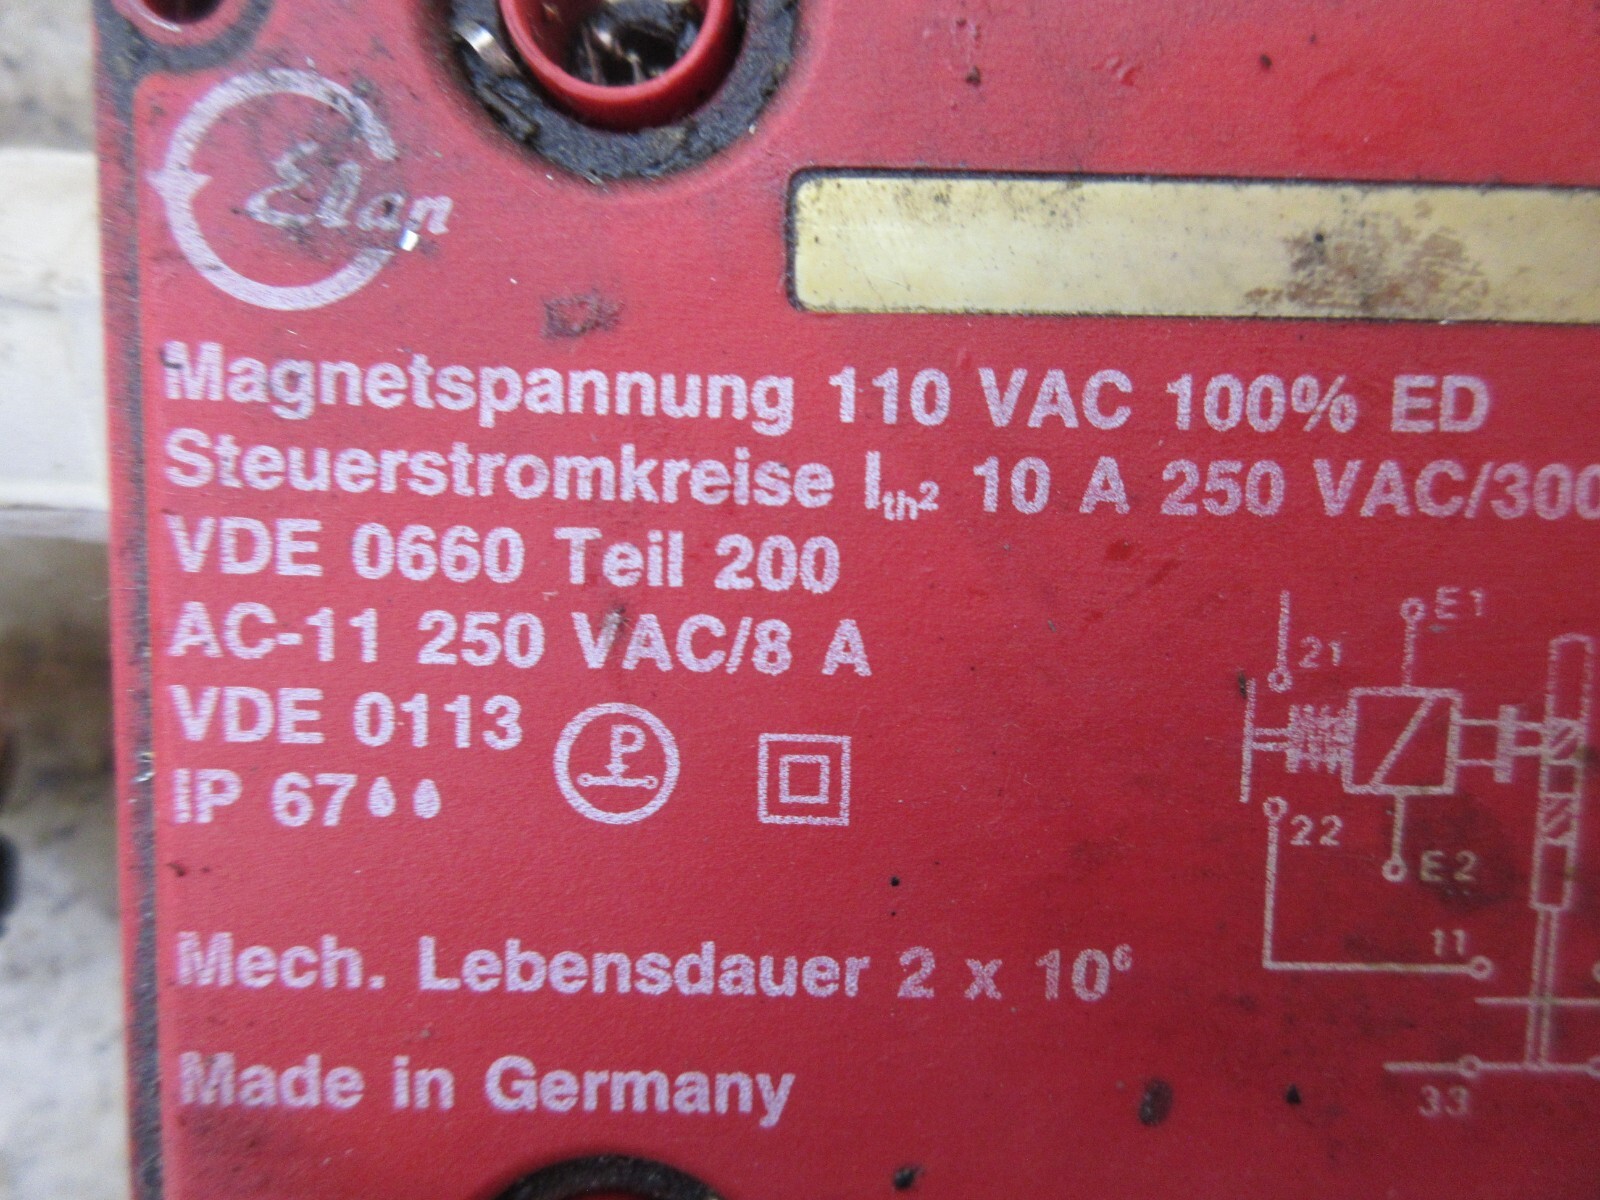 Elan
Magnetspannung 110 VAC 100% ED
Steuerstromkreise Ith2 10 A 250 VAC/300
VDE 0660 Teil 200
AC-11 250 VAC/8 A
VDE 0113
P
IP 67
E1
21
22
E2
11
33
Mech. Lebensdauer 2 x 10⁶
Made in Germany